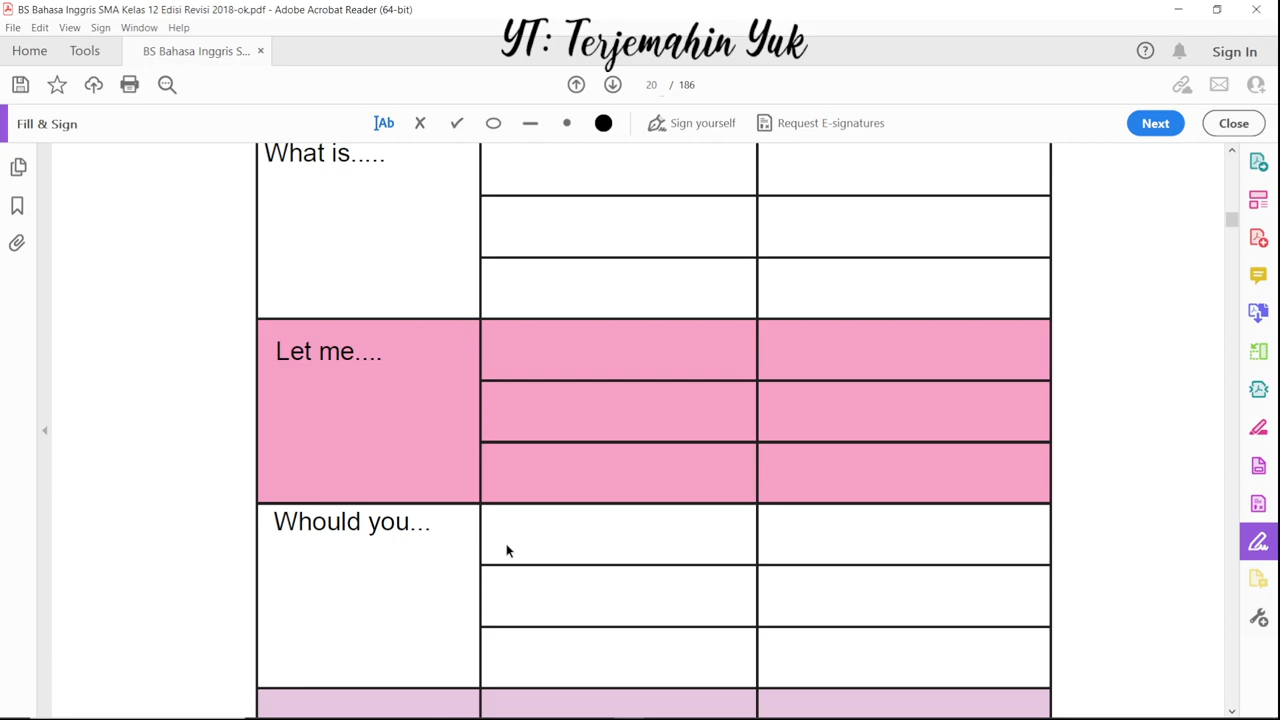 BS Bahasa Inggris SMA Kelas 12 Edisi Revisi 2018-ok.pdf - Adobe Acrobat Reader (64-bit)
File Edit View Sign Window Help
YT: Terjemahin Yuk
Home Tools BS Bahasa Inggris S... × Sign In
20 / 186
Fill & Sign Ab Sign yourself Request E-signatures Next Close
What is.....
Let me....
Whould you...